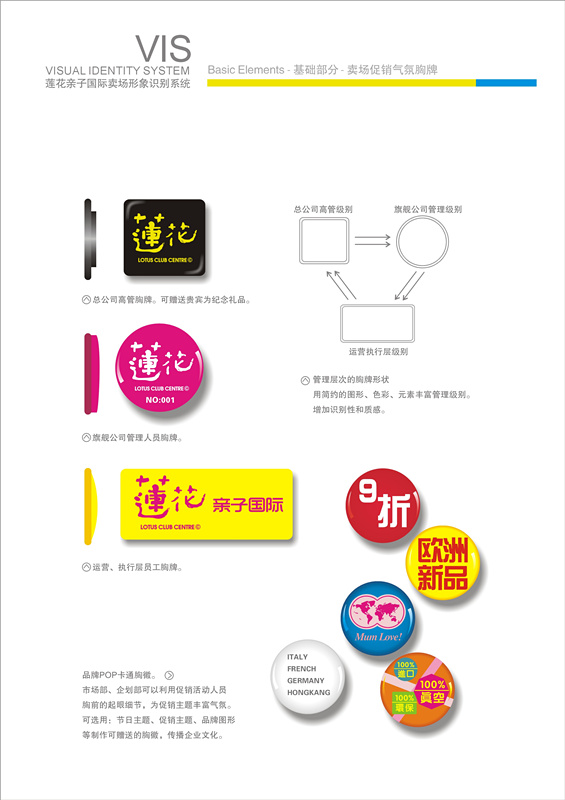 VIS
VISUAL IDENTITY SYSTEM
莲花亲子国际卖场形象识别系统
Basic Elements - 基础部分 - 卖场促销气氛胸牌
蓮花
LOTUS CLUB CENTRE©
总公司高管胸牌。可赠送贵宾为纪念礼品。
总公司高管级别
旗舰公司管理级别
运营执行层级别
管理层次的胸牌形状
用简约的图形、色彩、元素丰富管理级别。
增加识别性和质感。
蓮花
LOTUS CLUB CENTRE©
NO:001
旗舰公司管理人员胸牌。
蓮花 亲子国际
LOTUS CLUB CENTRE©
运营、执行层员工胸牌。
9折
欧洲
新品
Mum Love!
ITALY
FRENCH
GERMANY
HONGKANG
100%
進口
100%
真空
100%
環保
品牌POP卡通胸徽。
市场部、企划部可以利用促销活动人员
胸前的起眼细节，为促销主题丰富气氛。
可选用：节日主题、促销主题、品牌图形
等制作可赠送的胸徽，传播企业文化。